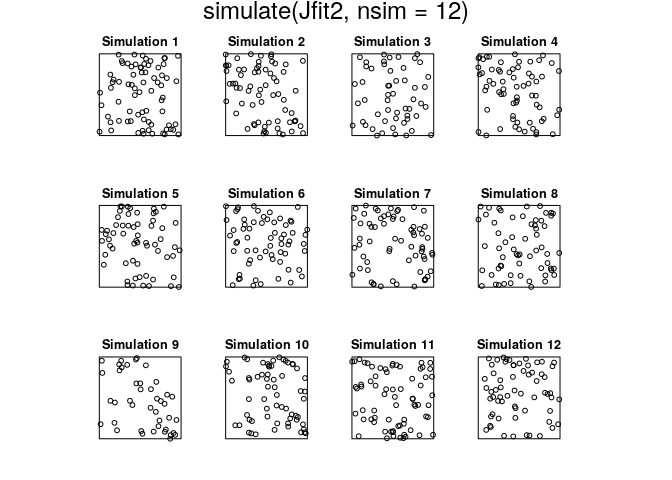 simulate(Jfit2, nsim = 12)
Simulation 1
Simulation 2
Simulation 3
Simulation 4
Simulation 5
Simulation 6
Simulation 7
Simulation 8
Simulation 9
Simulation 10
Simulation 11
Simulation 12